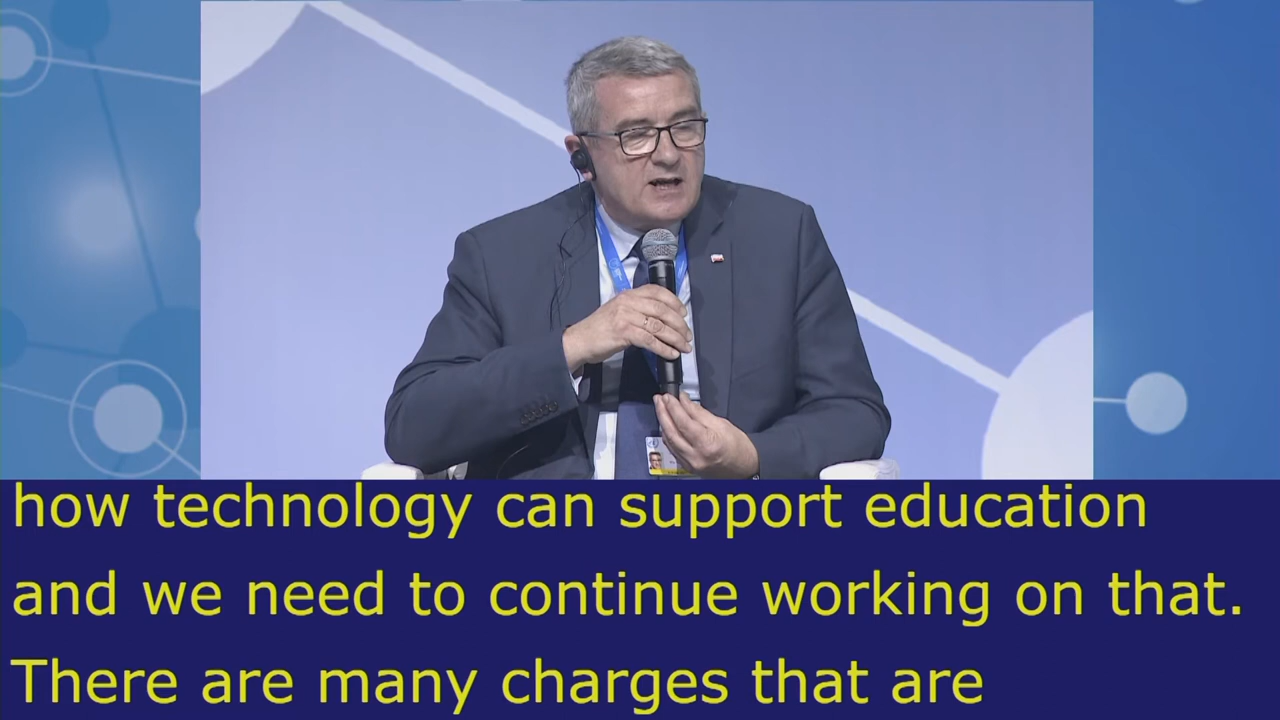 how technology can support education
and we need to continue working on that.
There are many charges that are